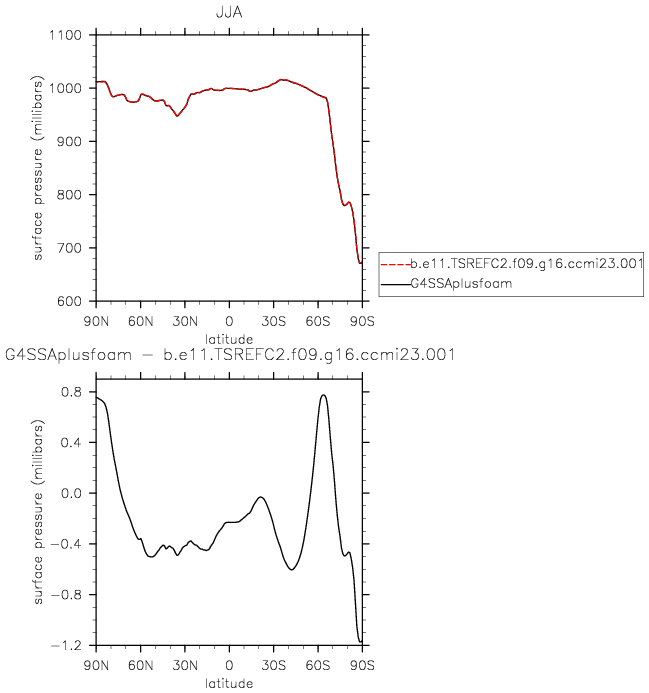 JJA
1100
1000
900
800
700
600
surface pressure (millibars)
90N 60N 30N 0 30S 60S 90S
latitude
b.e11.TSREFC2.f09.g16.ccmi23.001
G4SSAplusfoam
G4SSAplusfoam − b.e11.TSREFC2.f09.g16.ccmi23.001
0.8
0.4
0.0
−0.4
−0.8
−1.2
surface pressure (millibars)
90N 60N 30N 0 30S 60S 90S
latitude